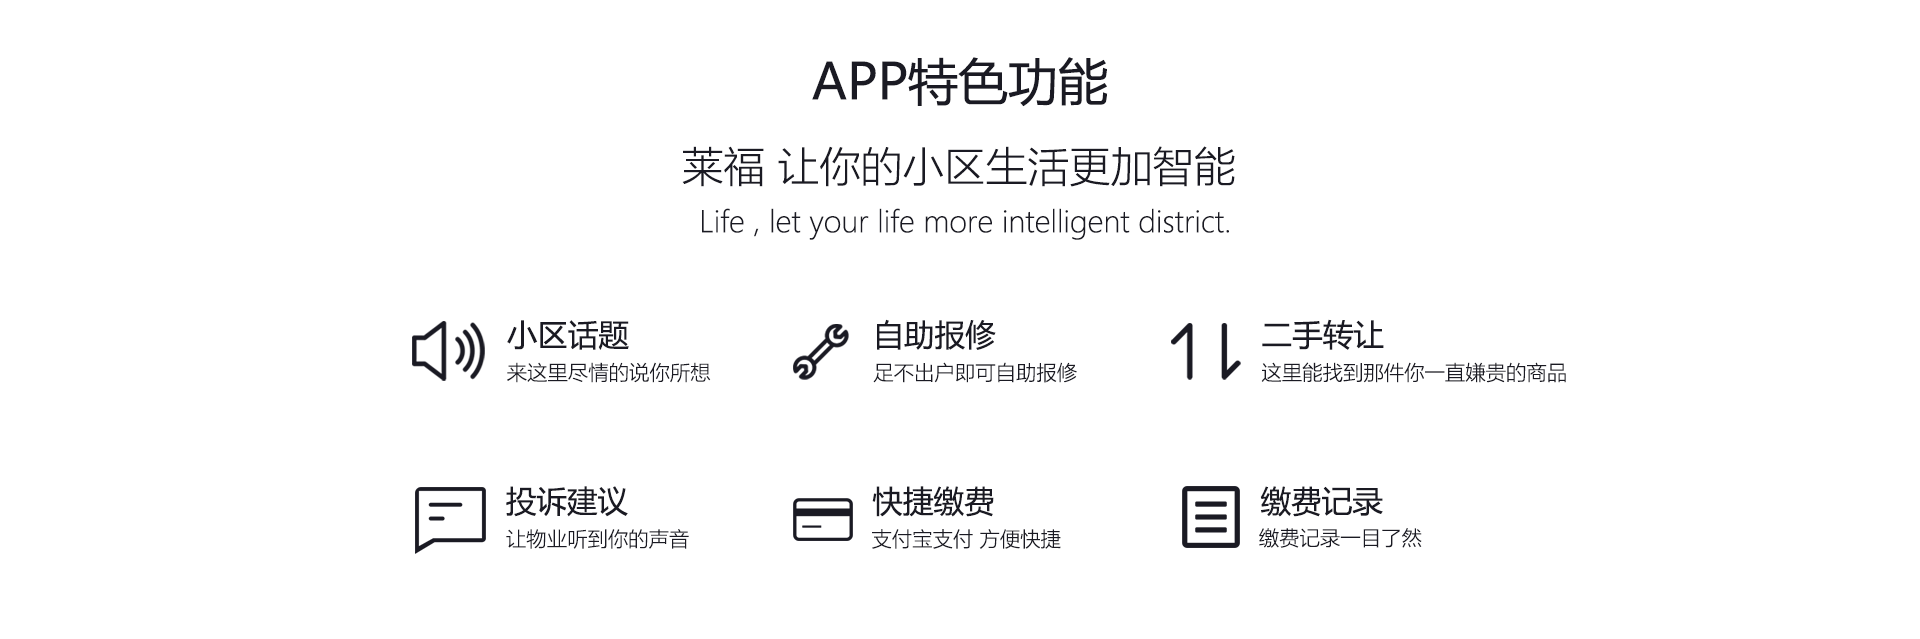 APP特色功能
莱福 让你的小区生活更加智能
Life , let your life more intelligent district.
小区话题
来这里尽情的说你所想
自助报修
足不出户即可自助报修
二手转让
这里能找到那件你一直嫌贵的商品
投诉建议
让物业听到你的声音
快捷缴费
支付宝支付 方便快捷
缴费记录
缴费记录一目了然